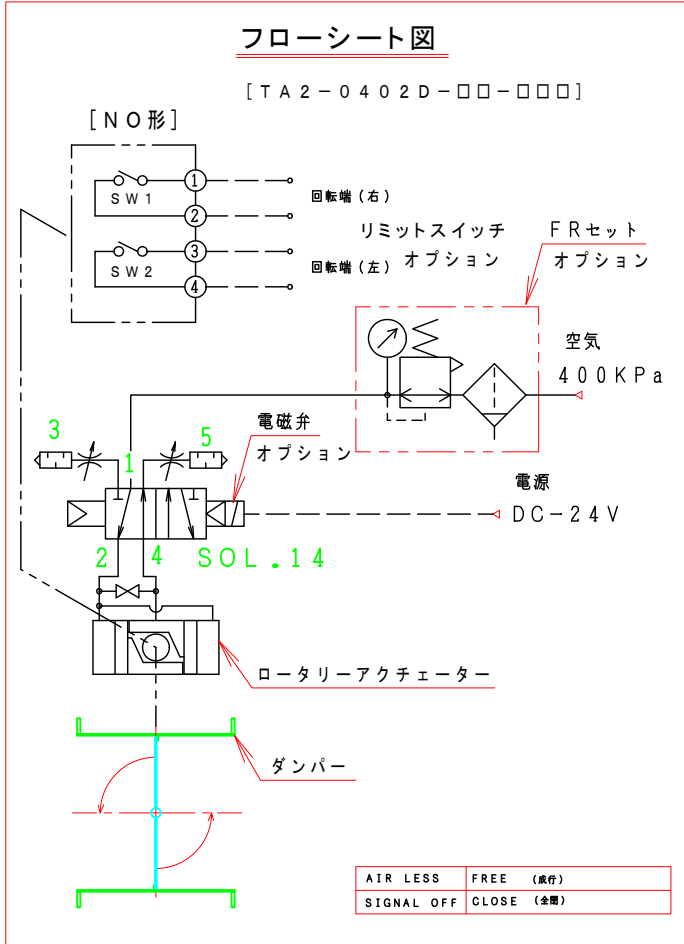 フローシート図
[TA2-0402D-□□-□□□]
[NO形]
SW1
1
2
回転端(右)
SW2
3
4
回転端(左)
リミットスイッチ
オプション
FRセット
オプション
空気
400KPa
3
1
5
電磁弁
オプション
電源
DC-24V
2
4
SOL.14
ロータリーアクチェーター
ダンパー
AIR LESS FREE (成行)
SIGNAL OFF CLOSE (全閉)